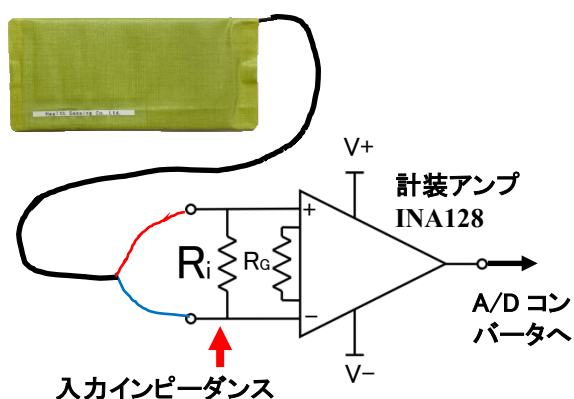 Health Sensing Co.,Ltd.
V+
計装アンプ
INA128
+
Ri
RG
−
A/D コン
バータへ
V−
入力インピーダンス